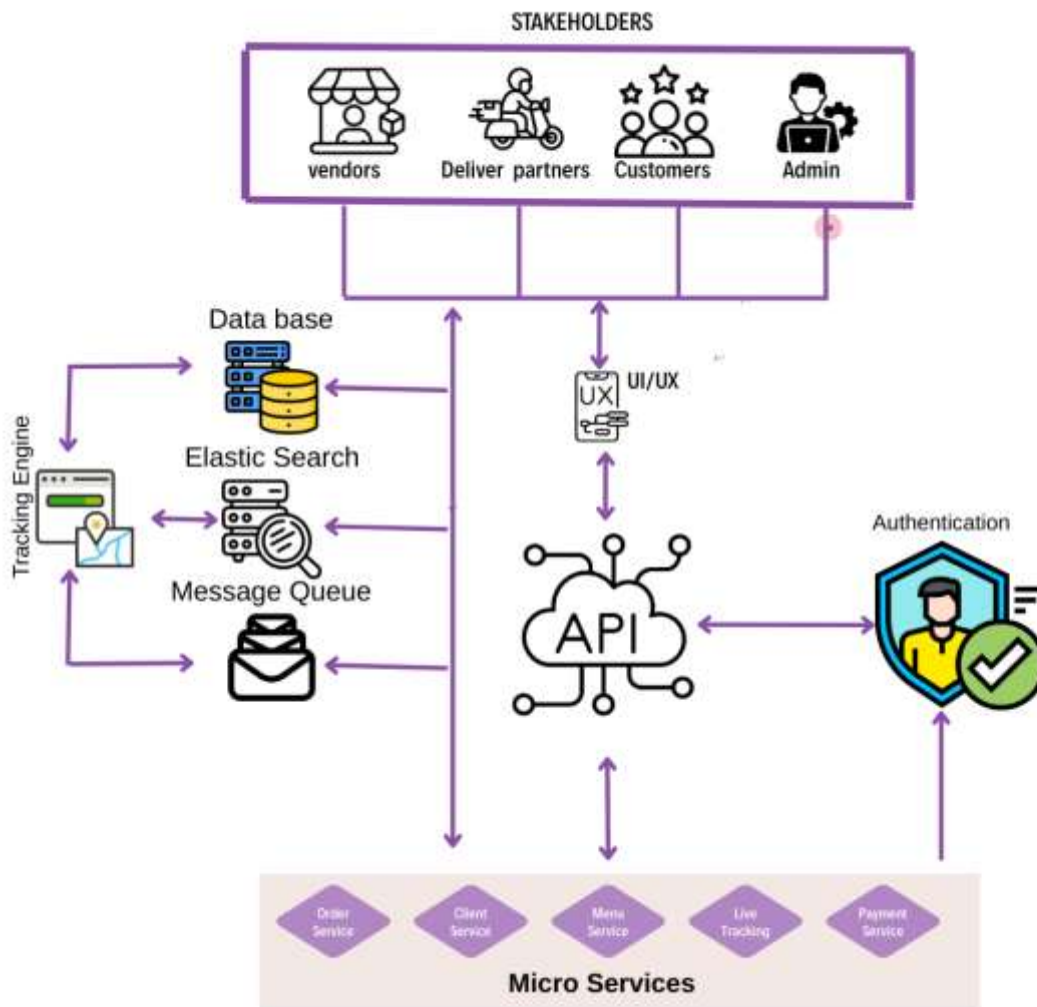 STAKEHOLDERS
vendors
Deliver partners
Customers
Admin
Data base
UI/UX
UX
Elastic Search
Tracking Engine
Authentication
Message Queue
API
Order
Service
Client
Service
Menu
Service
Live
Tracking
Payment
Service
Micro Services